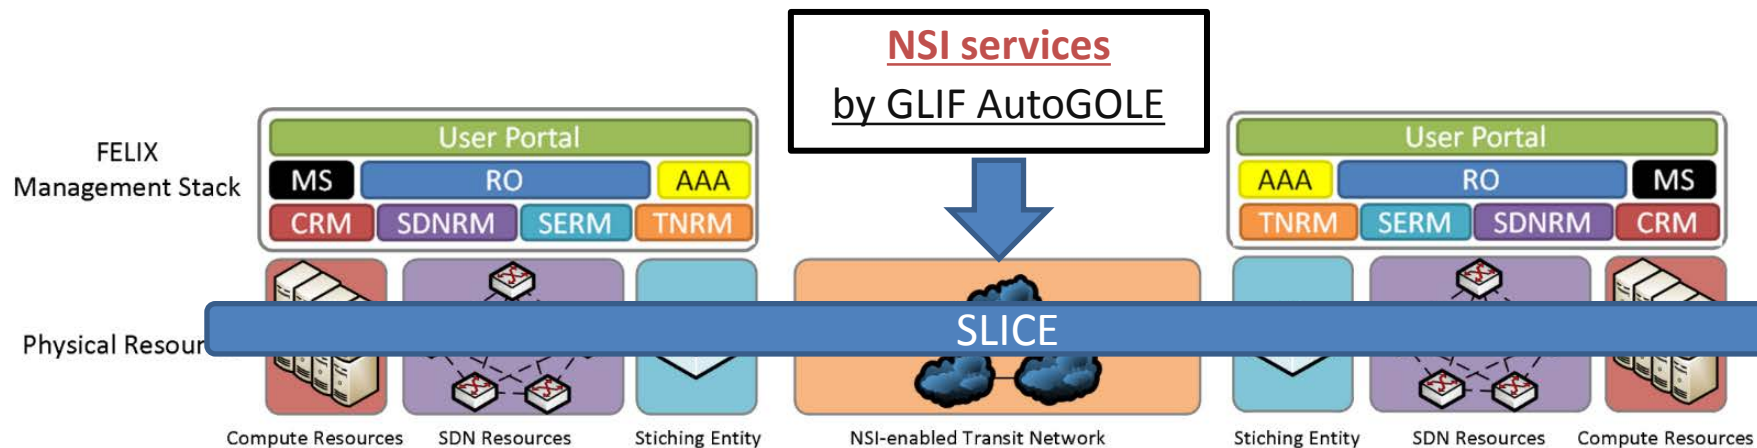 NSI services
by GLIF AutoGOLE
FELIX
Management Stack
User Portal
MS RO AAA
CRM SDNRM SERM TNRM
User Portal
AAA RO MS
TNRM SERM SDNRM CRM
Physical Resour
SLICE
Compute Resources SDN Resources Stiching Entity NSI-enabled Transit Network Stiching Entity SDN Resources Compute Resources